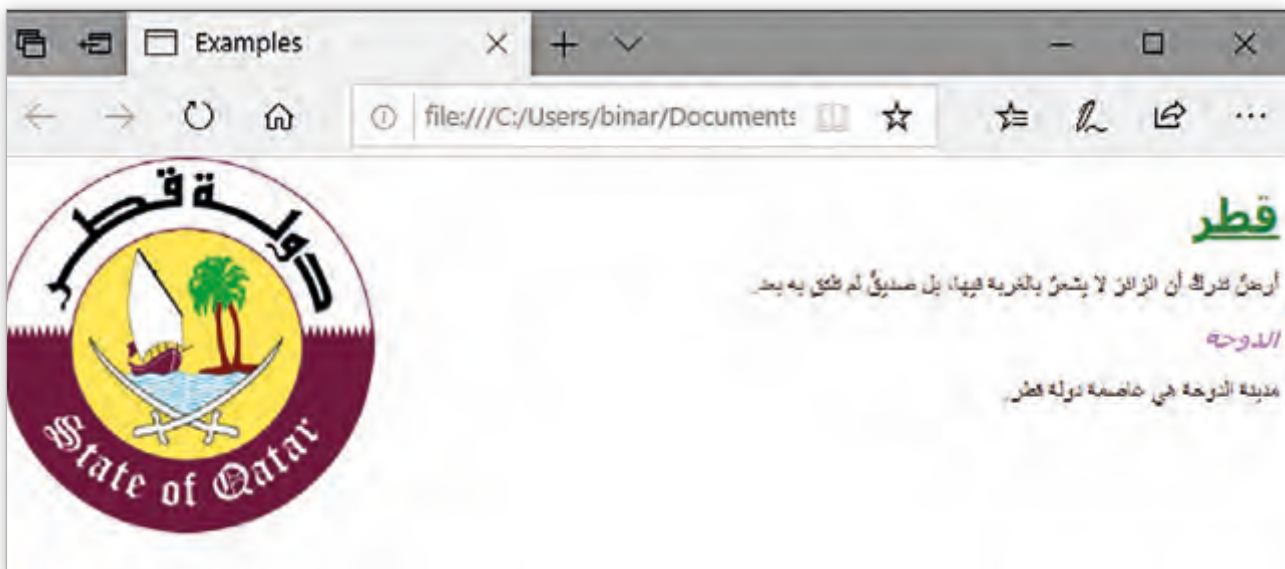 Examples
file:///C:/Users/binar/Documents
دولة قطر
State of Qatar
قطر
أرضٌ تدركُ أن الزائرَ لا يشعرُ بالغربة فيها، بل صديقٌ لم تلتقِ به بعد.
الدوحة
مدينة الدوحة هي عاصمة دولة قطر.